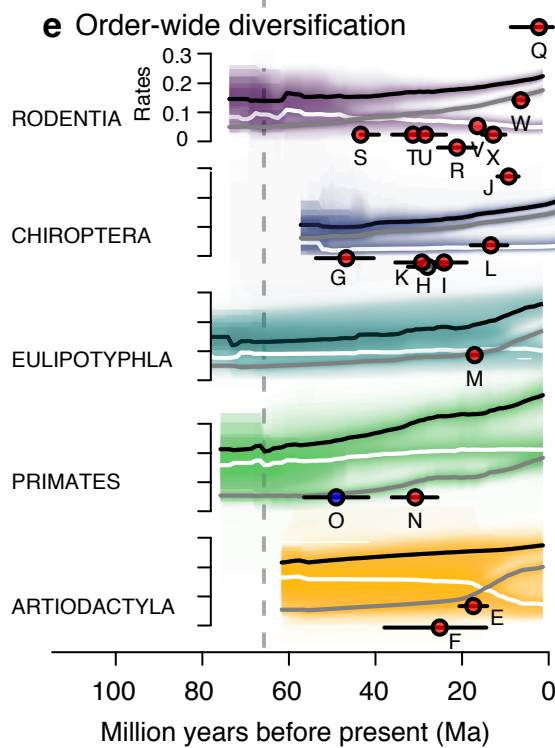 e Order-wide diversification
Q
0.3
0.2
0.1
0
Rates
RODENTIA
W
V
S
T U
R
X
J
CHIROPTERA
G
K
H
I
L
EULIPOTYPHLA
M
PRIMATES
O
N
ARTIODACTYLA
E
F
100 80 60 40 20 0
Million years before present (Ma)